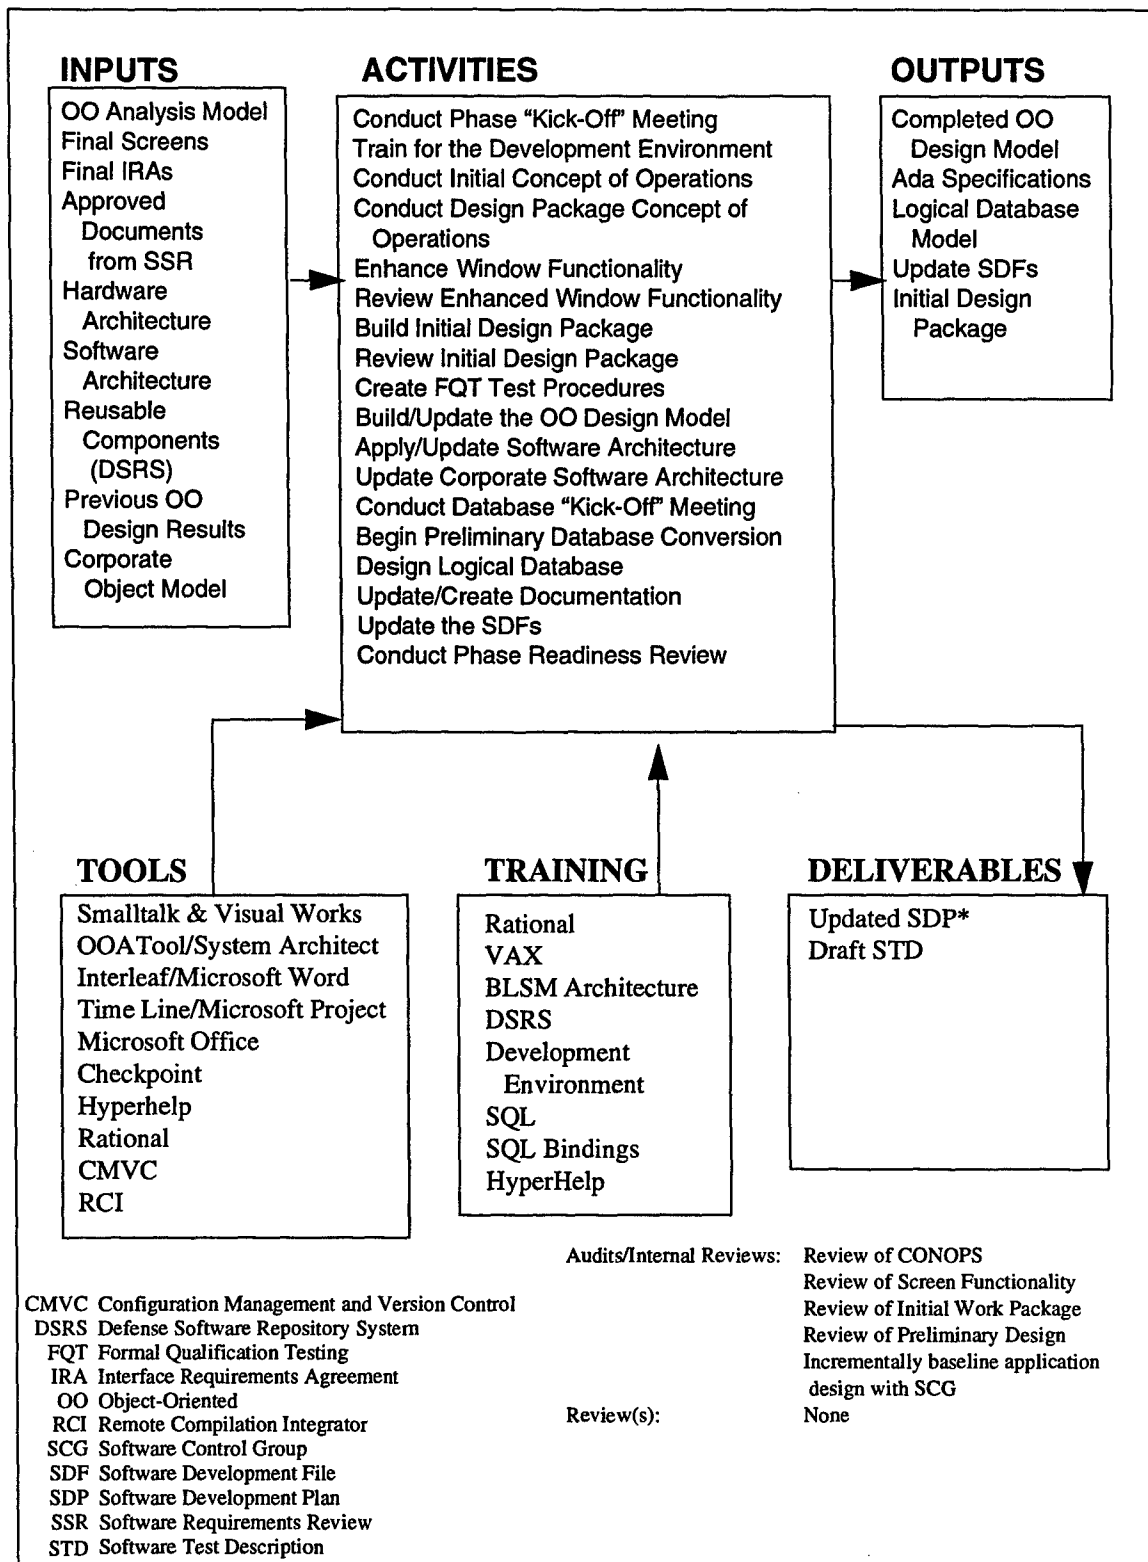 INPUTS
OO Analysis Model
Final Screens
Final IRAs
Approved
Documents
from SSR
Hardware
Architecture
Software
Architecture
Reusable
Components
(DSRS)
Previous OO
Design Results
Corporate
Object Model
ACTIVITIES
Conduct Phase “Kick-Off” Meeting
Train for the Development Environment
Conduct Initial Concept of Operations
Conduct Design Package Concept of
Operations
Enhance Window Functionality
Review Enhanced Window Functionality
Build Initial Design Package
Review Initial Design Package
Create FQT Test Procedures
Build/Update the OO Design Model
Apply/Update Software Architecture
Update Corporate Software Architecture
Conduct Database “Kick-Off” Meeting
Begin Preliminary Database Conversion
Design Logical Database
Update/Create Documentation
Update the SDFs
Conduct Phase Readiness Review
OUTPUTS
Completed OO
Design Model
Ada Specifications
Logical Database
Model
Update SDFs
Initial Design
Package
TOOLS
Smalltalk & Visual Works
OOATool/System Architect
Interleaf/Microsoft Word
Time Line/Microsoft Project
Microsoft Office
Checkpoint
Hyperhelp
Rational
CMVC
RCI
TRAINING
Rational
VAX
BLSM Architecture
DSRS
Development
Environment
SQL
SQL Bindings
HyperHelp
DELIVERABLES
Updated SDP*
Draft STD
Audits/Internal Reviews: Review of CONOPS
Review of Screen Functionality
Review of Initial Work Package
Review of Preliminary Design
Incrementally baseline application
design with SCG
Review(s): None
CMVC Configuration Management and Version Control
DSRS Defense Software Repository System
FQT Formal Qualification Testing
IRA Interface Requirements Agreement
OO Object-Oriented
RCI Remote Compilation Integrator
SCG Software Control Group
SDF Software Development File
SDP Software Development Plan
SSR Software Requirements Review
STD Software Test Description